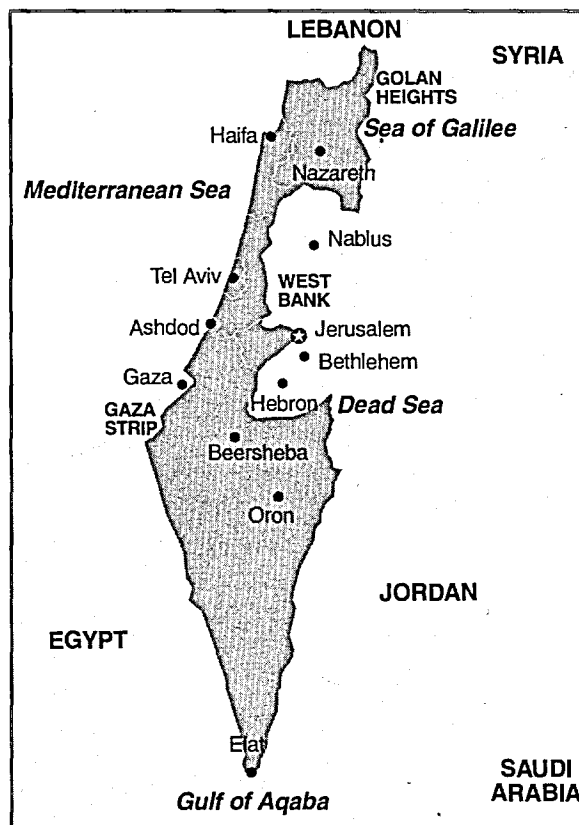 LEBANON
SYRIA
GOLAN
HEIGHTS
Haifa
Sea of Galilee
Nazareth
Mediterranean Sea
Nablus
Tel Aviv
WEST
BANK
Ashdod
Jerusalem
Bethlehem
Gaza
Hebron
Dead Sea
GAZA
STRIP
Beersheba
Oron
JORDAN
EGYPT
Elat
SAUDI
ARABIA
Gulf of Aqaba